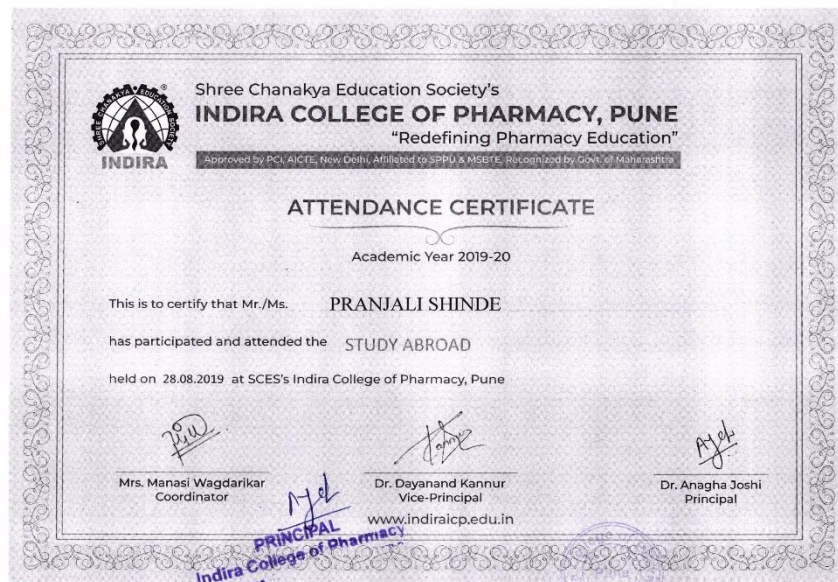 SHREE CHANAKYA EDUCATION SOCIETY
®
INDIRA
Shree Chanakya Education Society's
INDIRA COLLEGE OF PHARMACY, PUNE
"Redefining Pharmacy Education"
Approved by PCI, AICTE, New Delhi, Affiliated to SPPU & MSBTE, Recognized by Govt. of Maharashtra
ATTENDANCE CERTIFICATE
Academic Year 2019-20
This is to certify that Mr./Ms. PRANJALI SHINDE
has participated and attended the STUDY ABROAD
held on 28.08.2019 at SCES's Indira College of Pharmacy, Pune
Mrs. Manasi Wagdarikar
Coordinator
Dr. Dayanand Kannur
Vice-Principal
Dr. Anagha Joshi
Principal
www.indiraicp.edu.in
PRINCIPAL
Indira College of Pharmacy